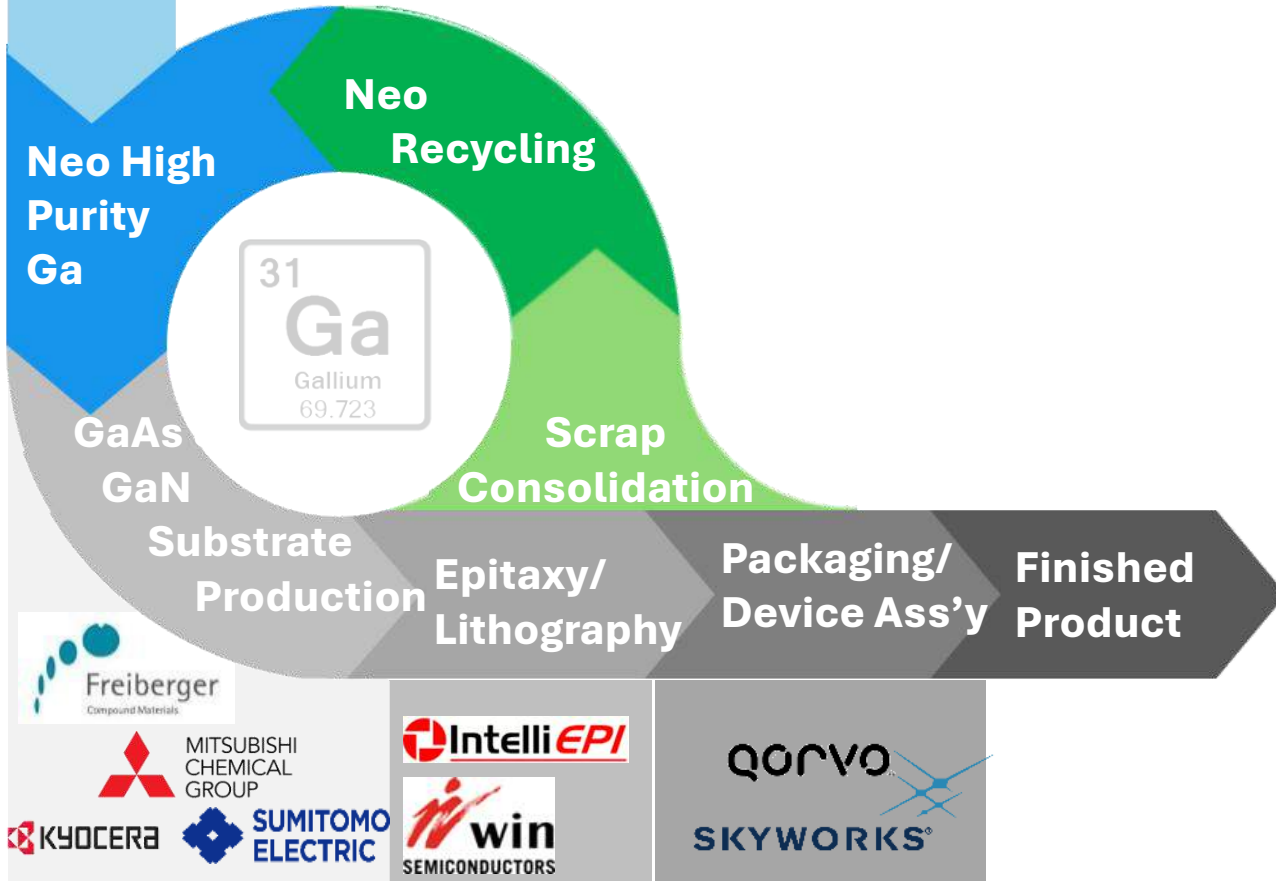 Neo
Recycling
Neo High
Purity
Ga
31
Ga
Gallium
69.723
GaAs
GaN
Substrate
Production
Scrap
Consolidation
Epitaxy/
Lithography
Packaging/
Device Ass’y
Finished
Product
Freiberger
Compound Materials
MITSUBISHI
CHEMICAL
GROUP
KYOCERA
SUMITOMO
ELECTRIC
IntelliEPI
win
SEMICONDUCTORS
QORVO
SKYWORKS®